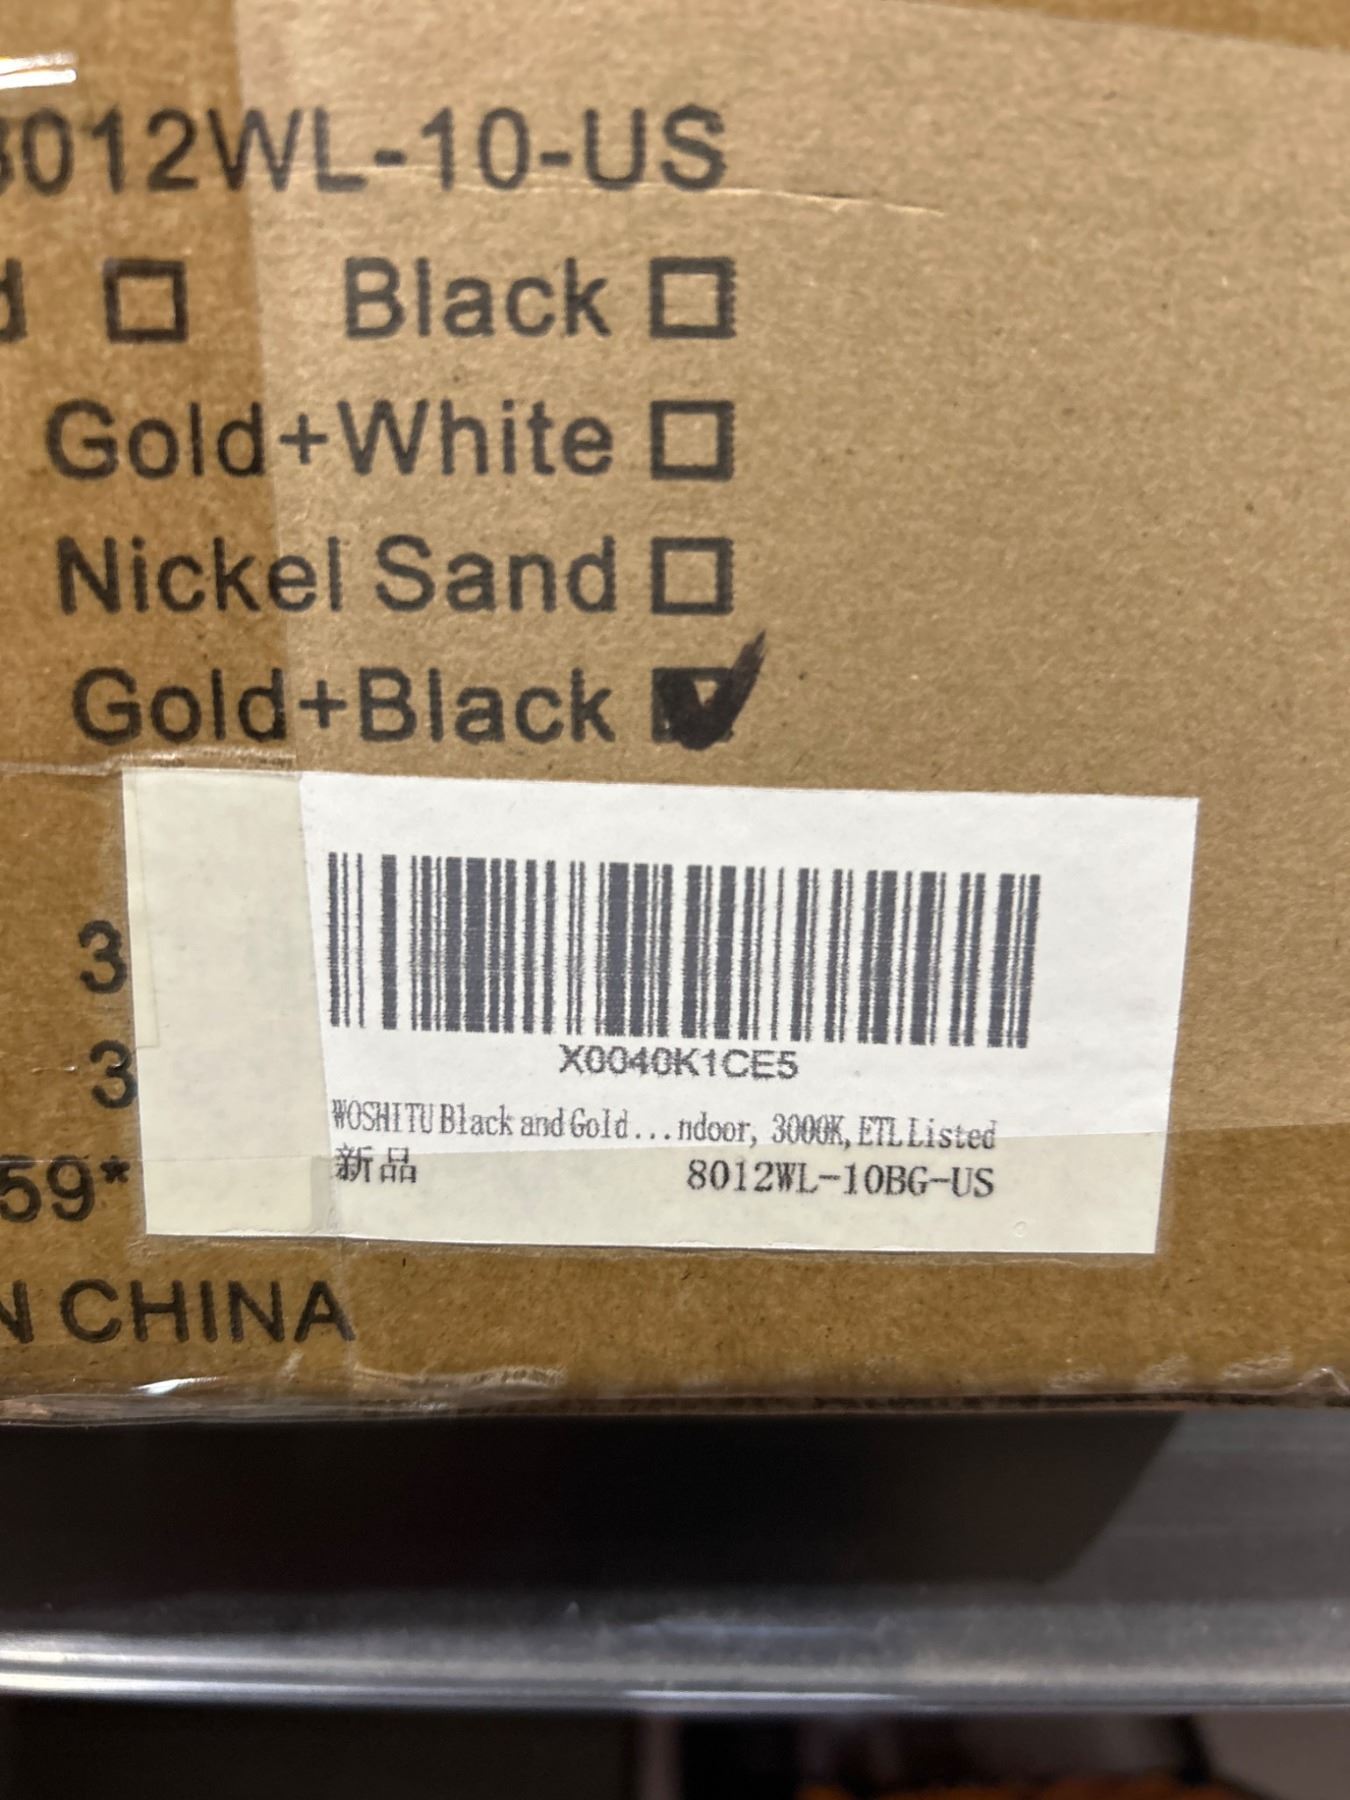 8012WL-10-US
d □ Black □
Gold+White □
Nickel Sand □
Gold+Black ☑
3
3
59*
X0040K1CE5
WOSHITU Black and Gold...ndoor, 3000K, ETL Listed
新品 8012WL-10BG-US
N CHINA